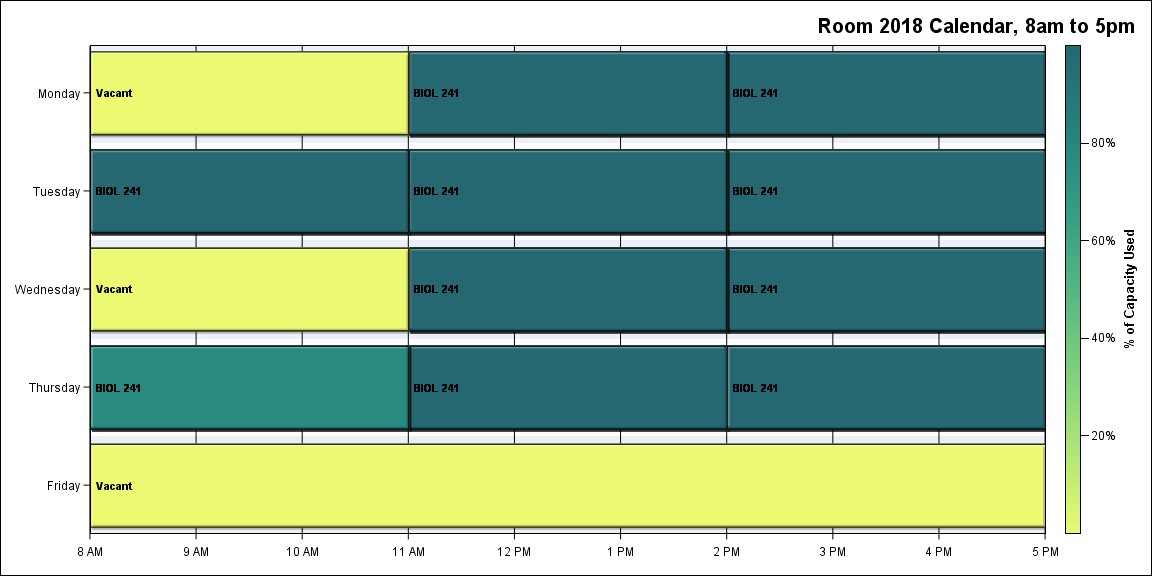 Room 2018 Calendar, 8am to 5pm
Monday
Vacant
BIOL 241
BIOL 241
Tuesday
BIOL 241
BIOL 241
BIOL 241
Wednesday
Vacant
BIOL 241
BIOL 241
Thursday
BIOL 241
BIOL 241
BIOL 241
Friday
Vacant
8 AM
9 AM
10 AM
11 AM
12 PM
1 PM
2 PM
3 PM
4 PM
5 PM
80%
60%
40%
20%
% of Capacity Used